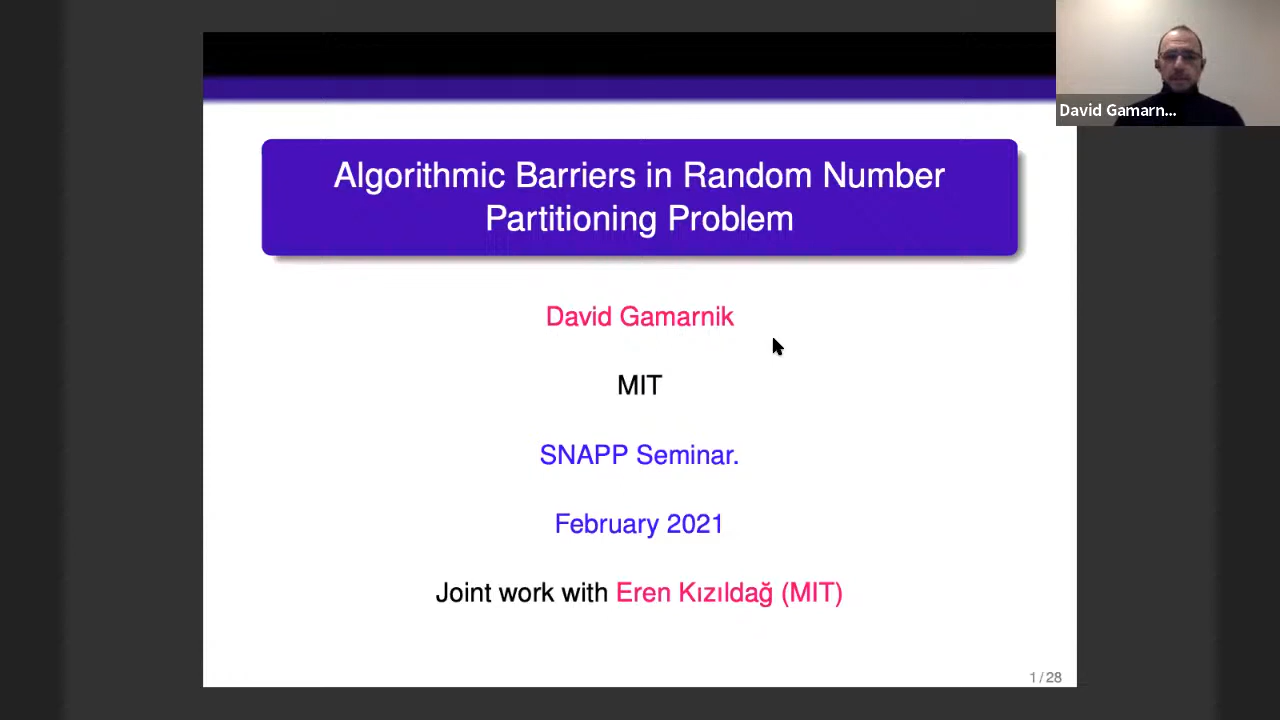 David Gamarn...
Algorithmic Barriers in Random Number
Partitioning Problem
David Gamarnik
MIT
SNAPP Seminar.
February 2021
Joint work with Eren Kızıldağ (MIT)
1 / 28